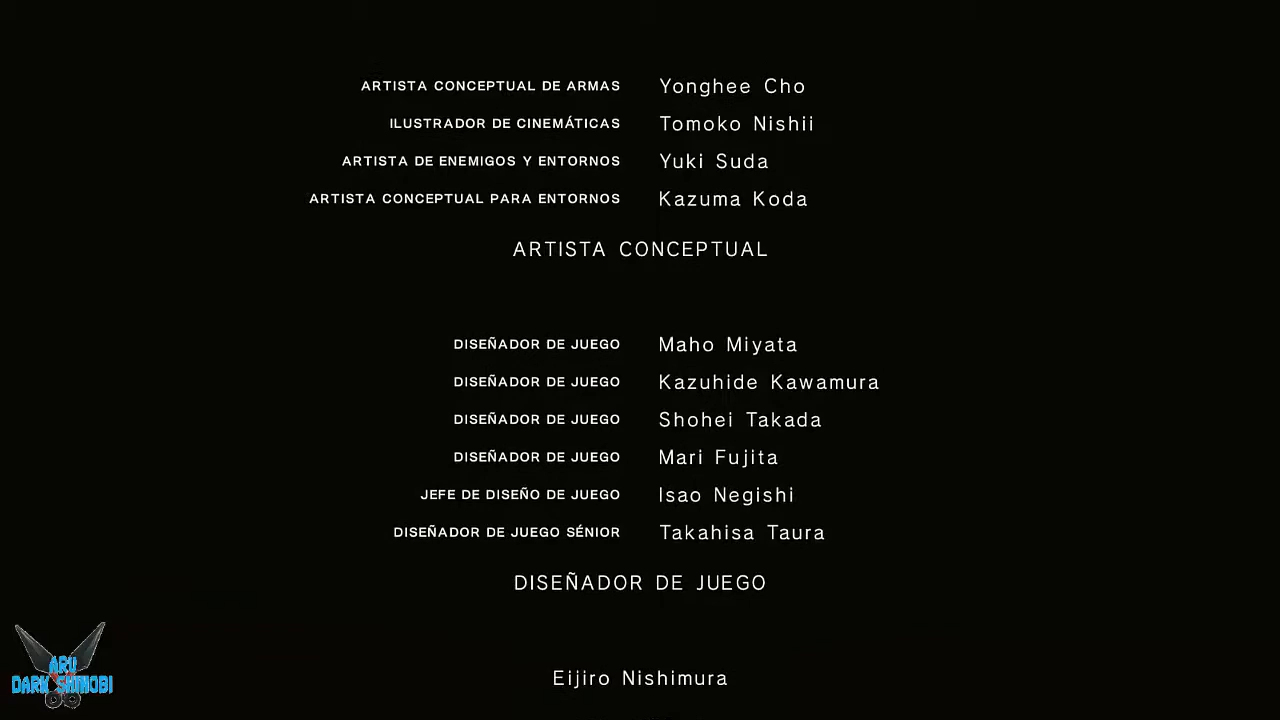 ARTISTA CONCEPTUAL DE ARMAS Yonghee Cho
ILUSTRADOR DE CINEMÁTICAS Tomoko Nishii
ARTISTA DE ENEMIGOS Y ENTORNOS Yuki Suda
ARTISTA CONCEPTUAL PARA ENTORNOS Kazuma Koda
ARTISTA CONCEPTUAL
DISEÑADOR DE JUEGO Maho Miyata
DISEÑADOR DE JUEGO Kazuhide Kawamura
DISEÑADOR DE JUEGO Shohei Takada
DISEÑADOR DE JUEGO Mari Fujita
JEFE DE DISEÑO DE JUEGO Isao Negishi
DISEÑADOR DE JUEGO SÉNIOR Takahisa Taura
DISEÑADOR DE JUEGO
Eijiro Nishimura
ARU
DARK SHINOBI